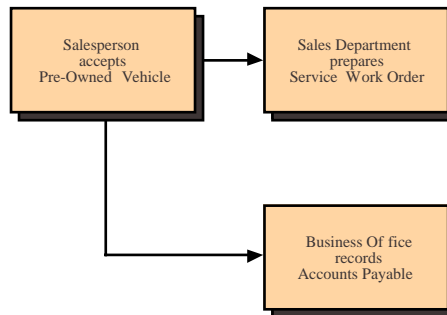 Salesperson
accepts
Pre-Owned Vehicle
Sales Department
prepares
Service Work Order
Business Of fice
records
Accounts Payable